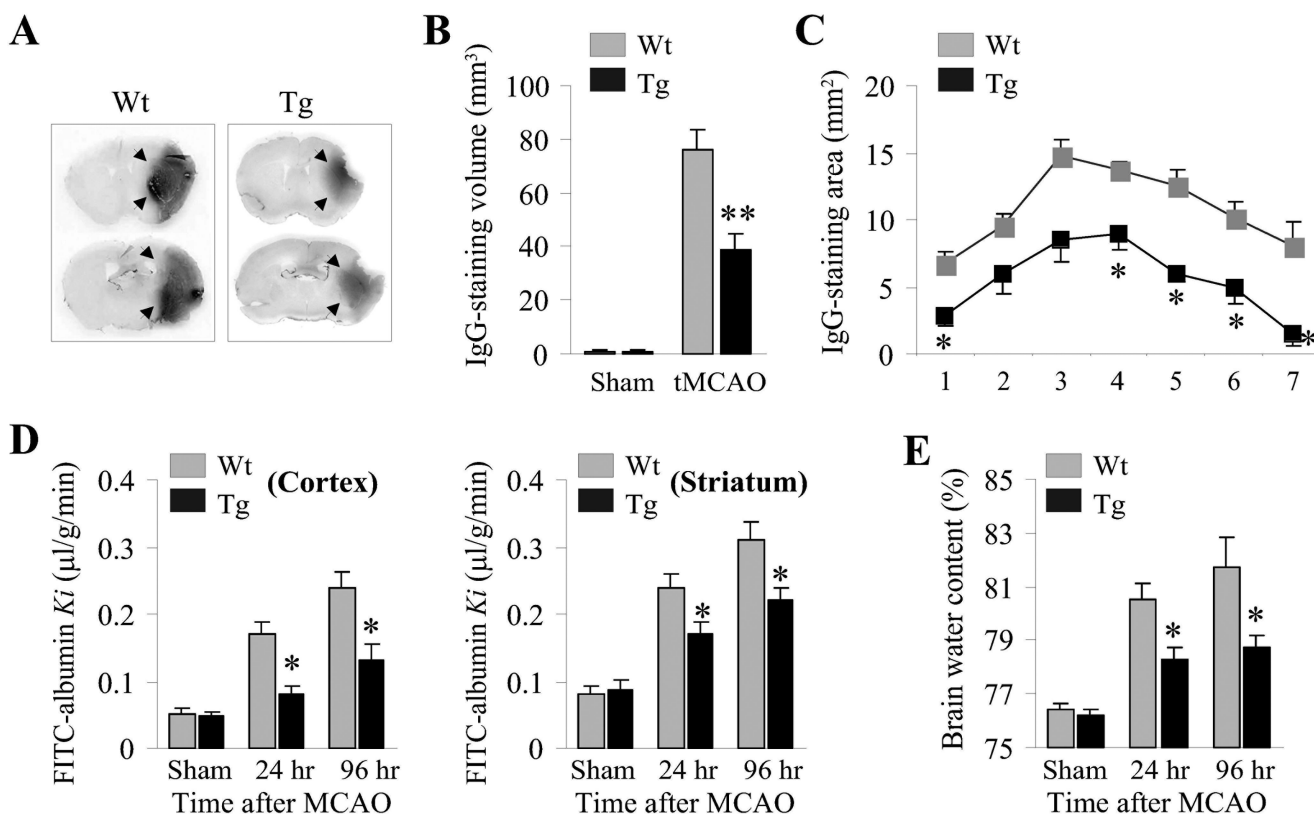 A
Wt Tg
B
Wt
Tg
IgG-staining volume (mm³)
100
80
60
40
20
0
**
Sham tMCAO
C
Wt
Tg
IgG-staining area (mm²)
20
15
10
5
0
* * * * *
1 2 3 4 5 6 7
D
Wt
Tg
(Cortex)
FITC-albumin Ki (µl/g/min)
0.4
0.3
0.2
0.1
0
* *
Sham 24 hr 96 hr
Time after MCAO
Wt
Tg
(Striatum)
FITC-albumin Ki (µl/g/min)
0.4
0.3
0.2
0.1
0
* *
Sham 24 hr 96 hr
Time after MCAO
E
Wt
Tg
Brain water content (%)
85
83
81
79
77
76
75
* *
Sham 24 hr 96 hr
Time after MCAO